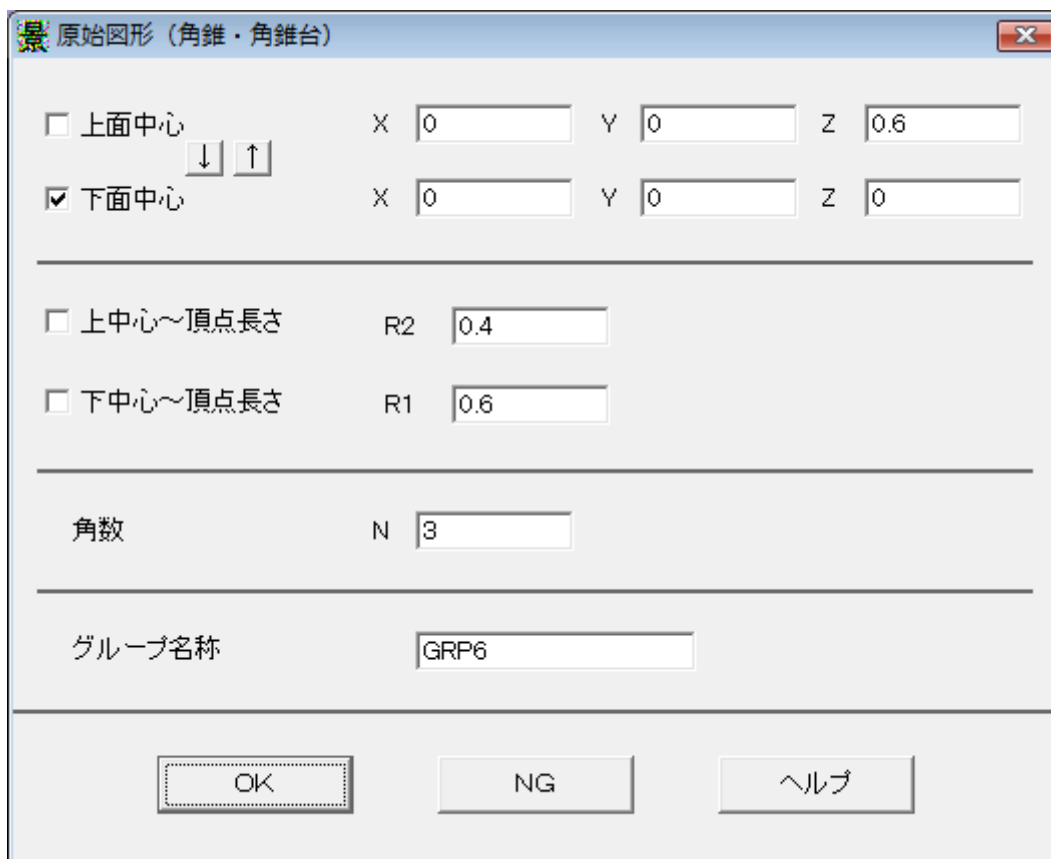 景 原始図形（角錐・角錐台）
上面中心 X 0 Y 0 Z 0.6
↓ ↑
下面中心 X 0 Y 0 Z 0
上中心～頂点長さ R2 0.4
下中心～頂点長さ R1 0.6
角数 N 3
グループ名称 GRP6
OK NG ヘルプ